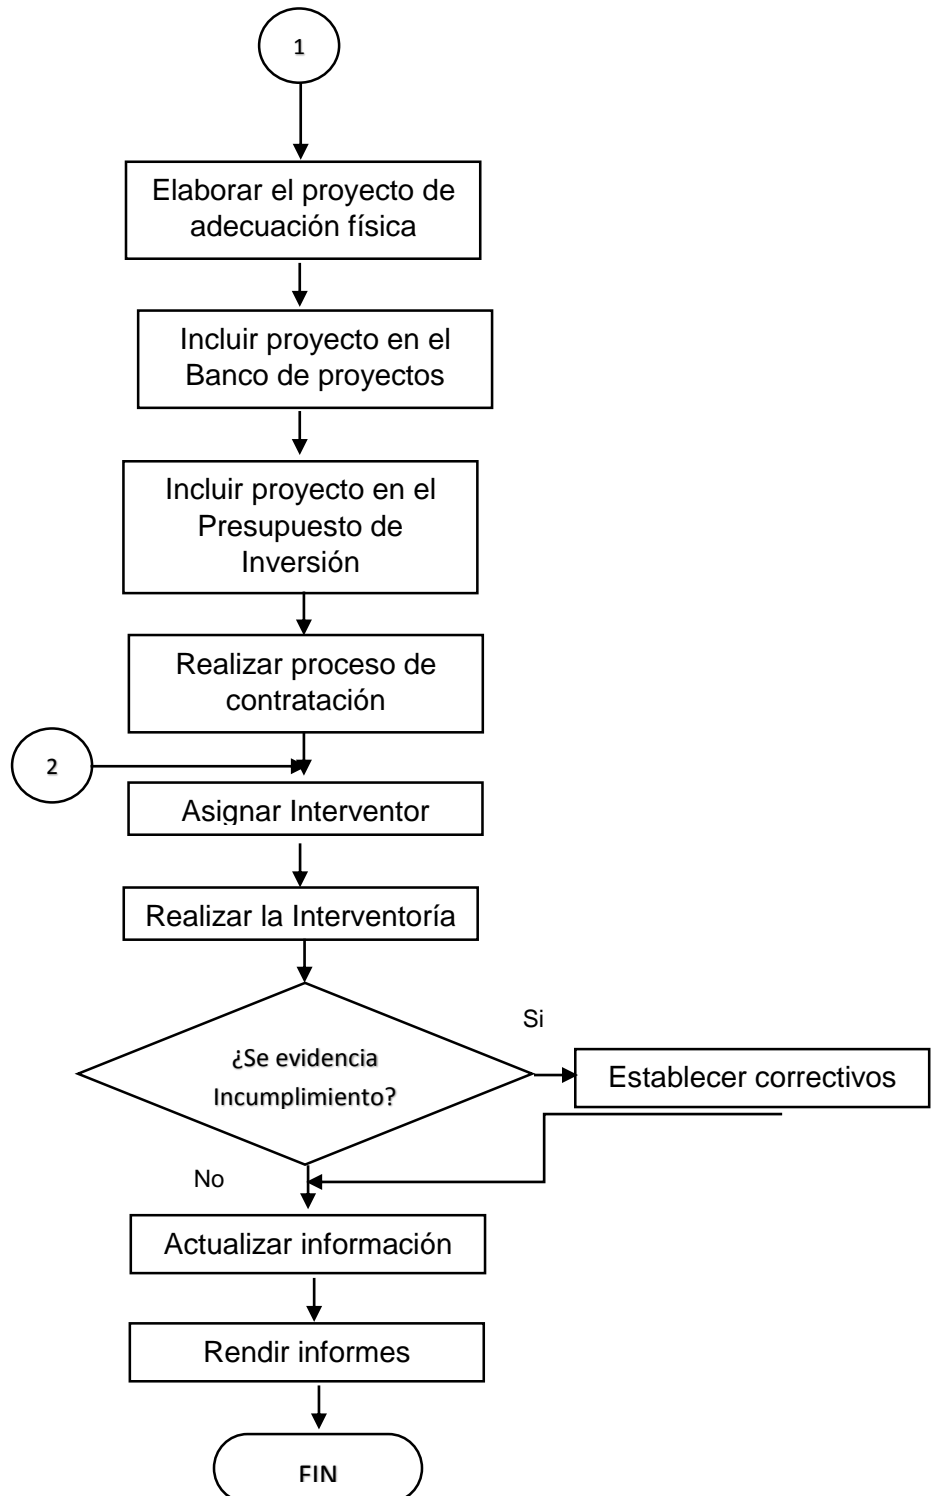 1
Elaborar el proyecto de
adecuación física
Incluir proyecto en el
Banco de proyectos
Incluir proyecto en el
Presupuesto de
Inversión
Realizar proceso de
contratación
2
Asignar Interventor
Realizar la Interventoría
¿Se evidencia
Incumplimiento?
Si
Establecer correctivos
No
Actualizar información
Rendir informes
FIN